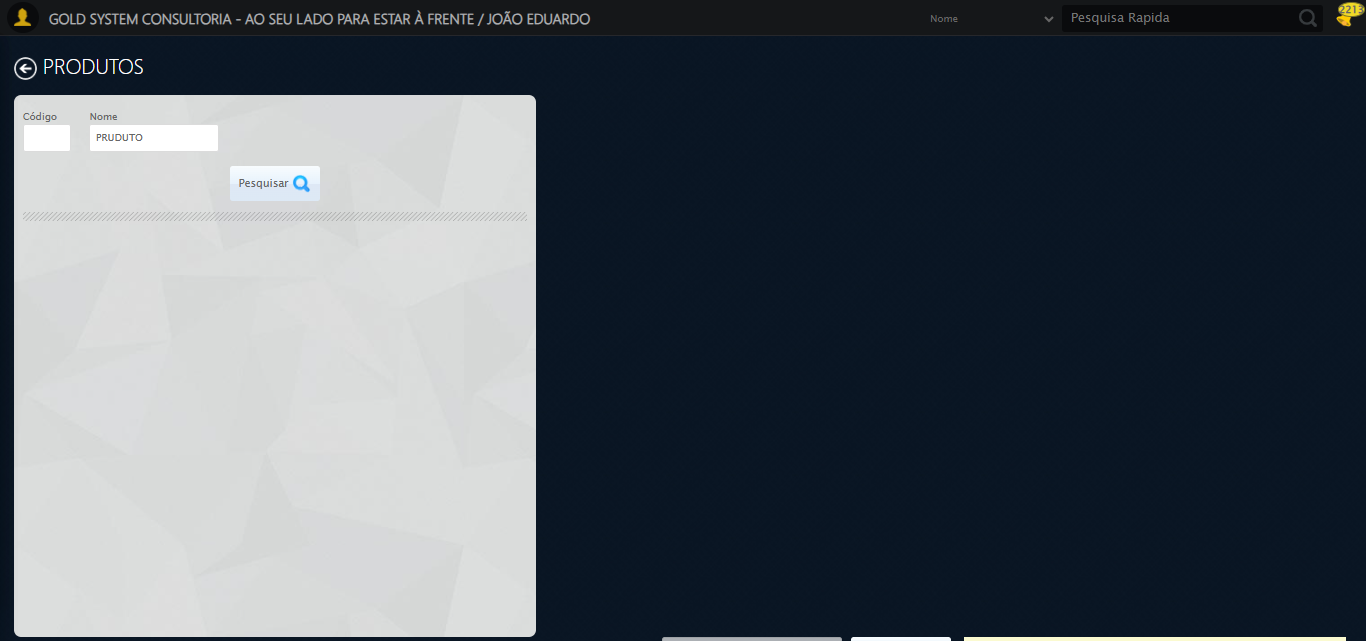 GOLD SYSTEM CONSULTORIA - AO SEU LADO PARA ESTAR À FRENTE / JOÃO EDUARDO
Nome
Pesquisa Rapida
2213
PRODUTOS
Código
Nome
PRUDUTO
Pesquisar